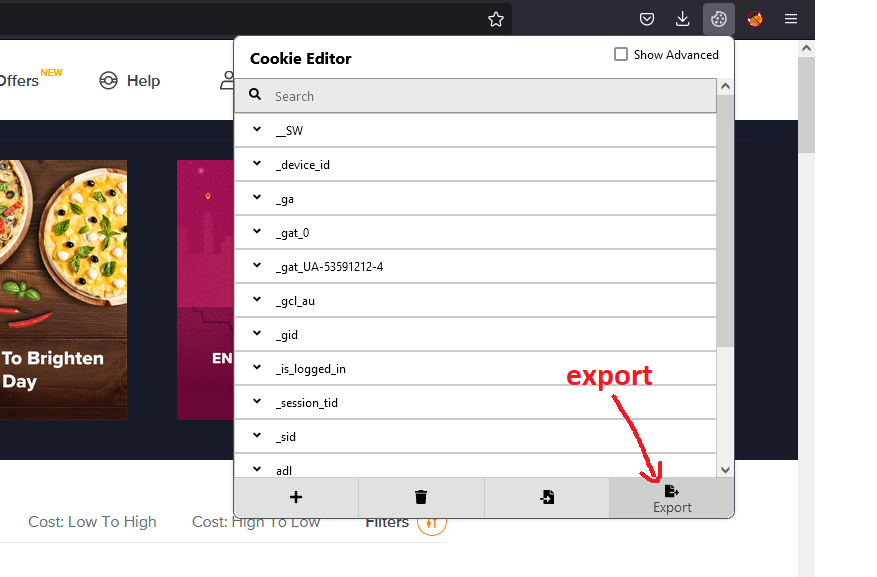 Cookie Editor
Show Advanced
Offers NEW
Help
Search
__SW
_device_id
_ga
_gat_0
_gat_UA-53591212-4
_gcl_au
_gid
_is_logged_in
_session_tid
_sid
adl
To Brighten
Day
EN
export
Export
Cost: Low To High
Cost: High To Low
Filters